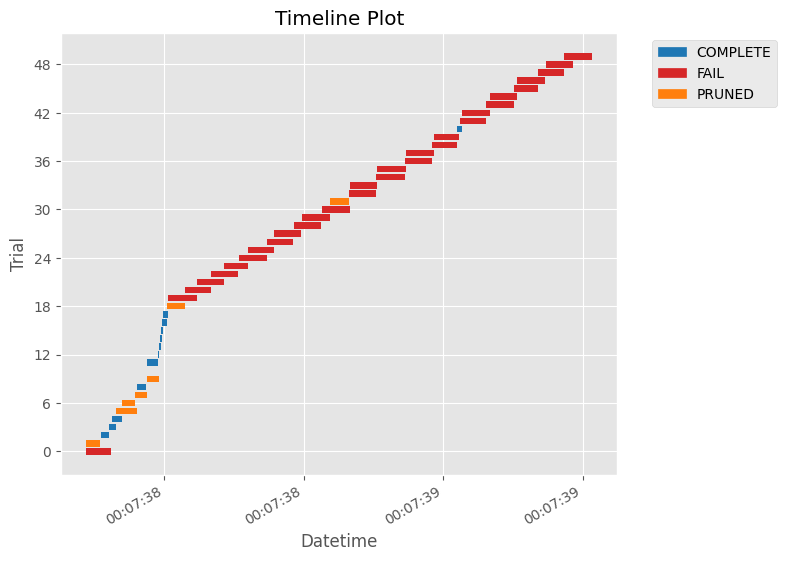 Timeline Plot
COMPLETE
FAIL
PRUNED
48
42
36
30
24
18
12
6
0
Trial
00:07:38
00:07:38
00:07:39
00:07:39
Datetime